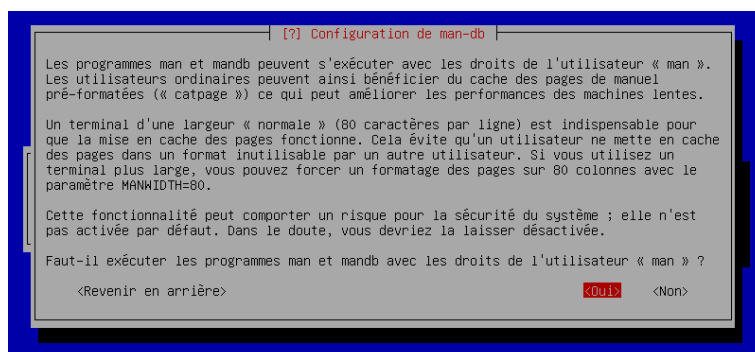 [?] Configuration de man-db
Les programmes man et mandb peuvent s'exécuter avec les droits de l'utilisateur « man ».
Les utilisateurs ordinaires peuvent ainsi bénéficier du cache des pages de manuel
pré-formatées (« catpage ») ce qui peut améliorer les performances des machines lentes.
Un terminal d'une largeur « normale » (80 caractères par ligne) est indispensable pour
que la mise en cache des pages fonctionne. Cela évite qu'un utilisateur ne mette en cache
des pages dans un format inutilisable par un autre utilisateur. Si vous utilisez un
terminal plus large, vous pouvez forcer un formatage des pages sur 80 colonnes avec le
paramètre MANWIDTH=80.
Cette fonctionnalité peut comporter un risque pour la sécurité du système ; elle n'est
pas activée par défaut. Dans le doute, vous devriez la laisser désactivée.
Faut-il exécuter les programmes man et mandb avec les droits de l'utilisateur « man » ?
<Revenir en arrière> <Oui> <Non>